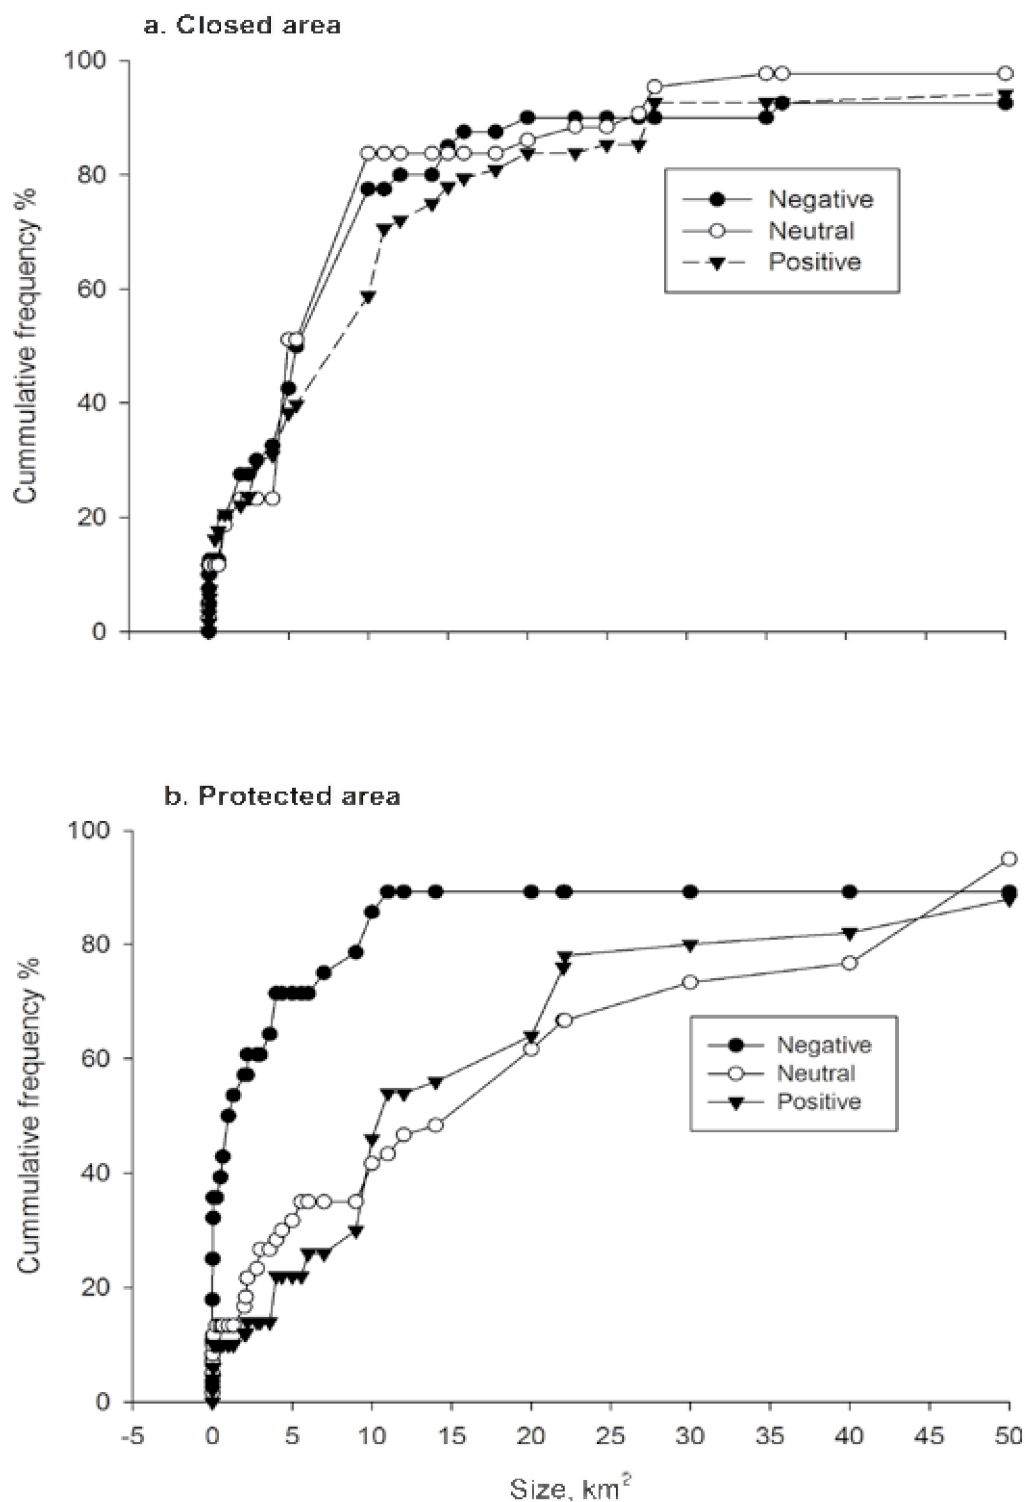 a. Closed area
100
80
60
40
20
0
Cummulative frequency %
Negative
Neutral
Positive
b. Protected area
100
80
60
40
20
0
Cummulative frequency %
Negative
Neutral
Positive
-5 0 5 10 15 20 25 30 35 40 45 50
Size, km²